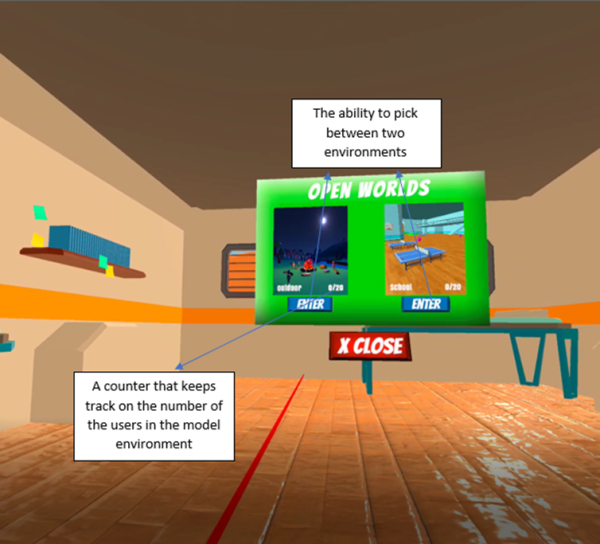 The ability to pick
between two
environments
OPEN WORLDS
Outdoor 0/20
School 0/20
ENTER
ENTER
X CLOSE
A counter that keeps
track on the number of
the users in the model
environment